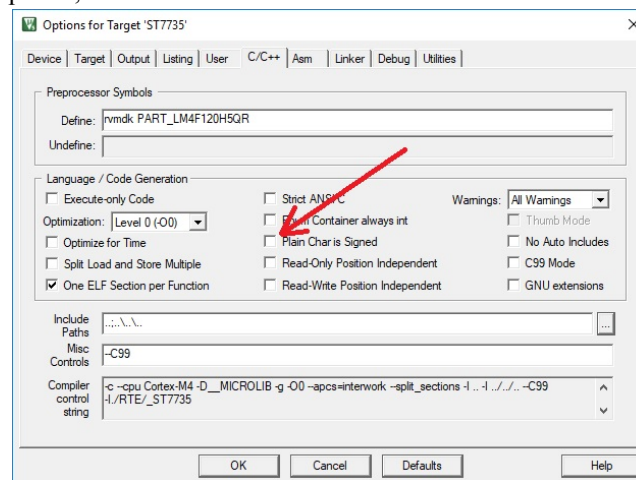 Options for Target 'ST7735'
Device Target Output Listing User C/C++ Asm Linker Debug Utilities
Preprocessor Symbols
Define: rvmdk PART_LM4F120H5QR
Undefine:
Language / Code Generation
Execute-only Code
Strict ANSI C
Warnings: All Warnings
Optimization: Level 0 (-O0)
Container always int
Thumb Mode
Optimize for Time
Plain Char is Signed
No Auto Includes
Split Load and Store Multiple
Read-Only Position Independent
C99 Mode
One ELF Section per Function
Read-Write Position Independent
GNU extensions
Include Paths
..;..\..\..
...
Misc Controls
--C99
Compiler control string
-c --cpu Cortex-M4 -D__MICROLIB -g -O0 --apcs=interwork --split_sections -I .. -I ../../.. --C99
-I./RTE/_ST7735
OK Cancel Defaults Help